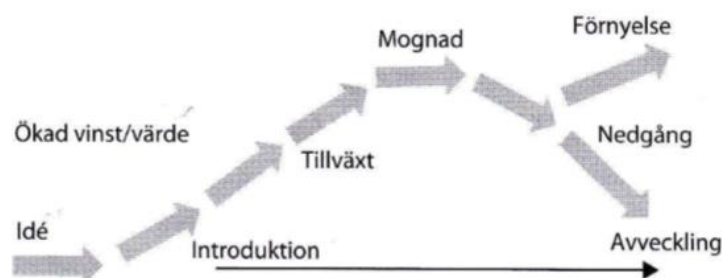 Förnyelse
Mognad
Ökad vinst/värde
Nedgång
Tillväxt
Idé
Introduktion
Avveckling